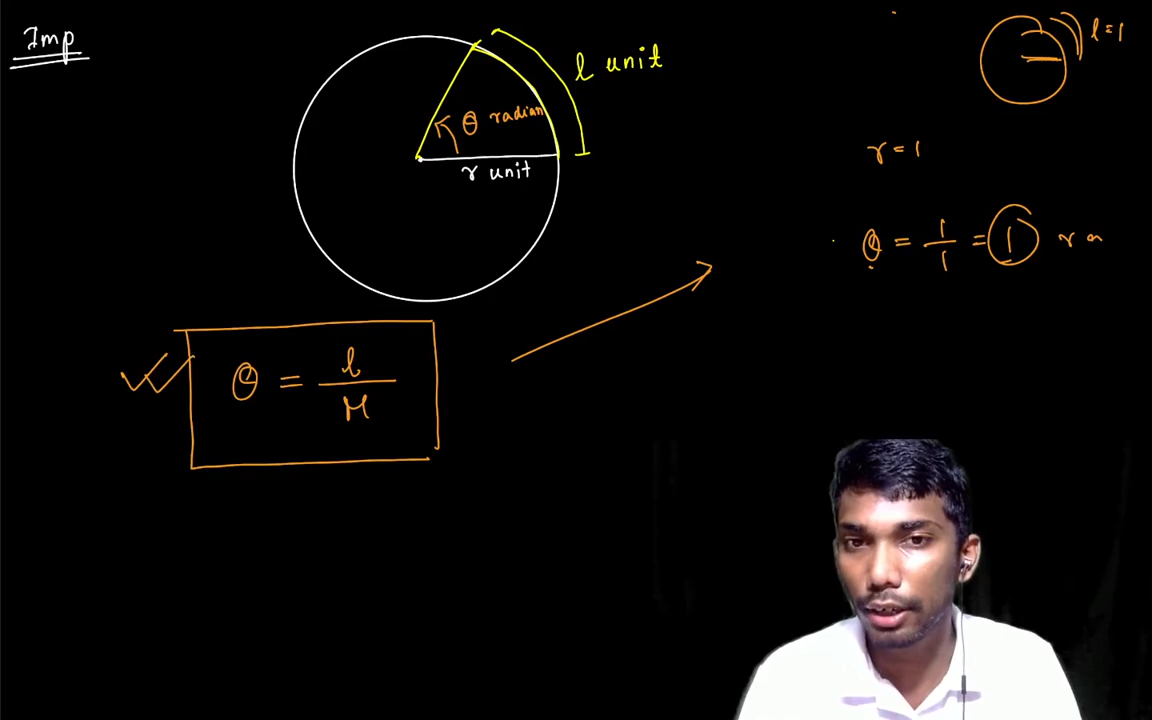 Imp
l unit
θ radian
r unit
θ = l/r
l = 1
r = 1
θ = 1/1 = 1 ra